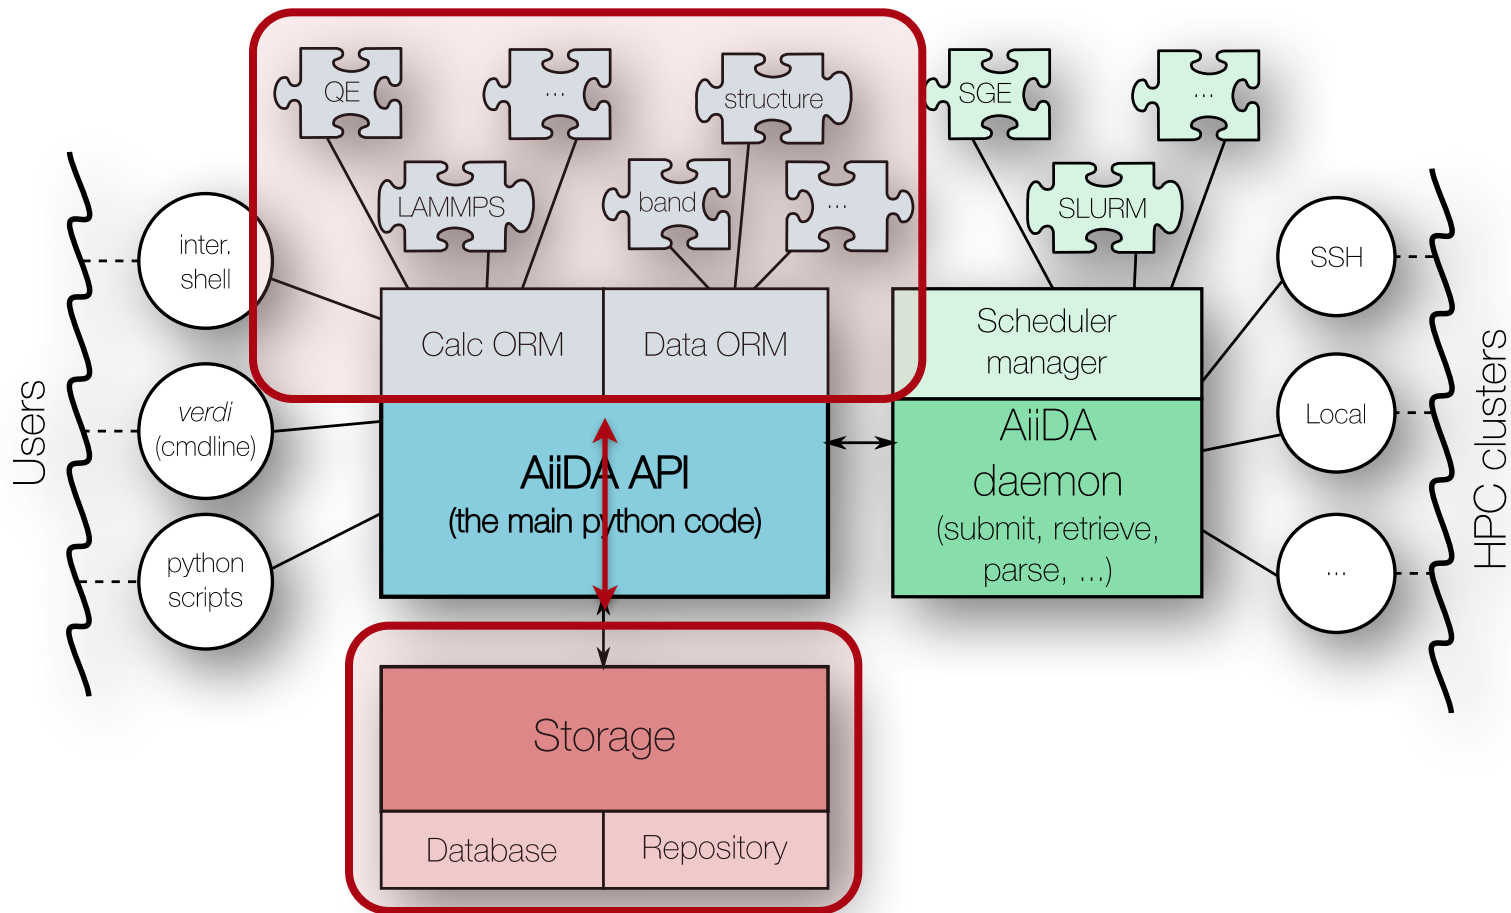 QE
...
structure
SGE
...
LAMMPS
band
...
SLURM
inter.
shell
SSH
Calc ORM
Data ORM
Scheduler
manager
Users
verdi
(cmdline)
Local
HPC clusters
AiiDA API
(the main python code)
AiiDA
daemon
(submit, retrieve,
parse, ...)
python
scripts
...
Storage
Database
Repository